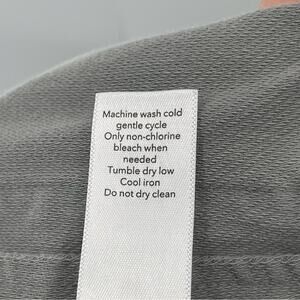 Machine wash cold
gentle cycle
Only non-chlorine
bleach when
needed
Tumble dry low
Cool iron
Do not dry clean